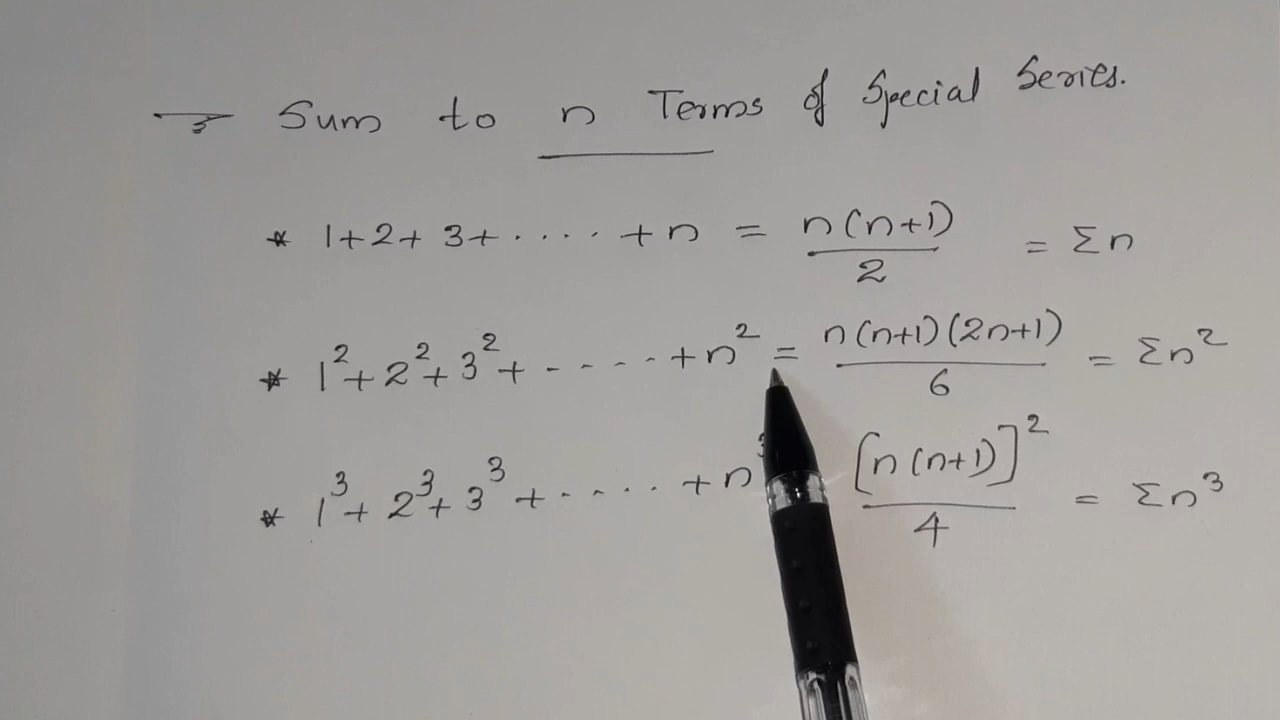 → Sum to n Terms of Special Series.
* 1+2+3+.....+n = n(n+1)/2 = Σn
* 1²+2²+3²+-----+n² = n(n+1)(2n+1)/6 = Σn²
* 1³+2³+3³+.....+n [n(n+1)]²/4 = Σn³